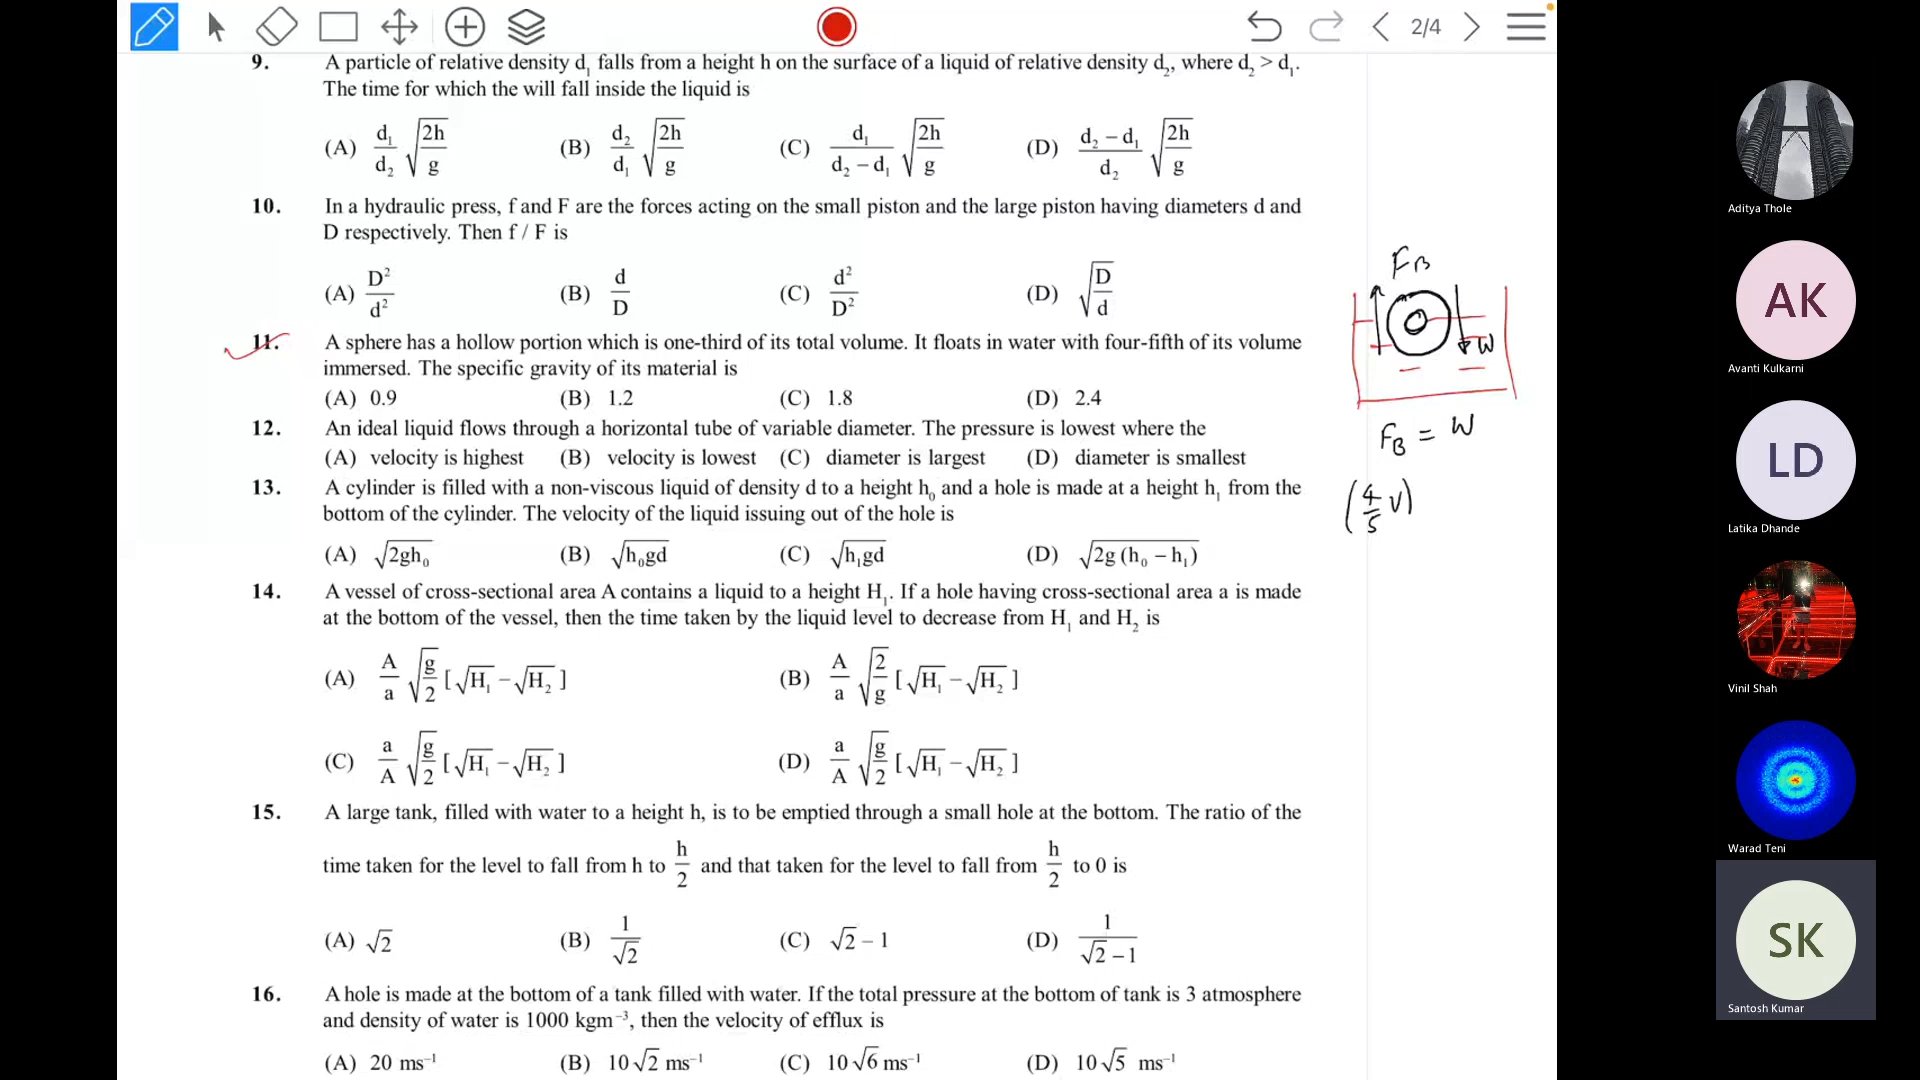 2/4
9. A particle of relative density d₁ falls from a height h on the surface of a liquid of relative density d₂, where d₂ > d₁.
The time for which the will fall inside the liquid is
(A) d₁/d₂ √(2h/g) (B) d₂/d₁ √(2h/g) (C) d₁/(d₂ – d₁) √(2h/g) (D) (d₂ – d₁)/d₂ √(2h/g)
10. In a hydraulic press, f and F are the forces acting on the small piston and the large piston having diameters d and
D respectively. Then f / F is
(A) D²/d² (B) d/D (C) d²/D² (D) √(D/d)
11. A sphere has a hollow portion which is one-third of its total volume. It floats in water with four-fifth of its volume
immersed. The specific gravity of its material is
(A) 0.9 (B) 1.2 (C) 1.8 (D) 2.4
12. An ideal liquid flows through a horizontal tube of variable diameter. The pressure is lowest where the
(A) velocity is highest (B) velocity is lowest (C) diameter is largest (D) diameter is smallest
13. A cylinder is filled with a non-viscous liquid of density d to a height h₀ and a hole is made at a height h₁ from the
bottom of the cylinder. The velocity of the liquid issuing out of the hole is
(A) √(2gh₀) (B) √(h₀gd) (C) √(h₁gd) (D) √(2g (h₀ – h₁))
14. A vessel of cross-sectional area A contains a liquid to a height H₁. If a hole having cross-sectional area a is made
at the bottom of the vessel, then the time taken by the liquid level to decrease from H₁ and H₂ is
(A) A/a √(g/2) [√H₁ – √H₂] (B) A/a √(2/g) [√H₁ – √H₂]
(C) a/A √(g/2) [√H₁ – √H₂] (D) a/A √(g/2) [√H₁ – √H₂]
15. A large tank, filled with water to a height h, is to be emptied through a small hole at the bottom. The ratio of the
time taken for the level to fall from h to h/2 and that taken for the level to fall from h/2 to 0 is
(A) √2 (B) 1/√2 (C) √2 – 1 (D) 1/(√2 – 1)
16. A hole is made at the bottom of a tank filled with water. If the total pressure at the bottom of tank is 3 atmosphere
and density of water is 1000 kgm⁻³, then the velocity of efflux is
(A) 20 ms⁻¹ (B) 10√2 ms⁻¹ (C) 10√6 ms⁻¹ (D) 10√5 ms⁻¹
F_B
W
F_B = W
(4/5 V)
Aditya Thole
AK
Avanti Kulkarni
LD
Latika Dhande
Vinil Shah
Warad Teni
SK
Santosh Kumar